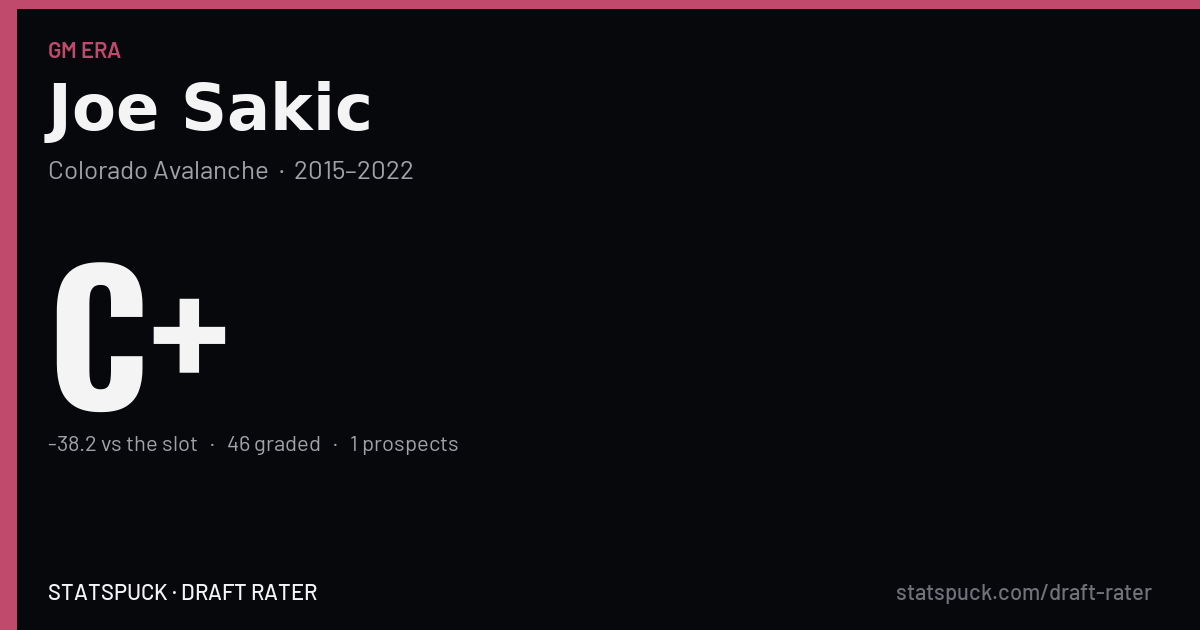 GM ERA
Joe Sakic
Colorado Avalanche · 2015–2022
C+
-38.2 vs the slot · 46 graded · 1 prospects
STATSPUCK · DRAFT RATER
statspuck.com/draft-rater